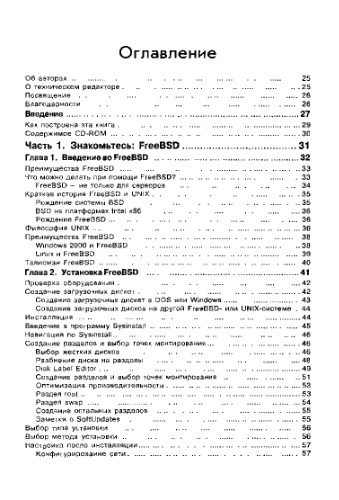 Оглавление
Об авторах 25
О техническом редакторе 25
Посвящение 26
Благодарности 26
Введение 27
Как построена эта книга 29
Содержимое CD-ROM 30
Часть 1. Знакомьтесь: FreeBSD 31
Глава 1. Введение во FreeBSD 32
Преимущества FreeBSD 33
Что можно делать при помощи FreeBSD? 33
FreeBSD – не только для серверов 34
Краткая история FreeBSD и UNIX 35
Рождение системы BSD 35
BSD на платформах Intel x86 36
Рождение FreeBSD 36
Философия UNIX 37
Преимущества FreeBSD 38
Windows 2000 и FreeBSD 38
Linux и FreeBSD 39
Талисман FreeBSD 40
Глава 2. Установка FreeBSD 41
Проверка оборудования 42
Создание загрузочных дискет 42
Создание загрузочных дискет в DOS или Windows 43
Создание загрузочных дисков на другой FreeBSD- или UNIX-системе 44
Инсталляция 44
Введение в программу Sysinstall 45
Навигация по Sysinstall 45
Создание разделов и выбор точек монтирования 46
Выбор жестких дисков 46
Разбиение диска на разделы 48
Disk Label Editor 49
Создание разделов и выбор точек монтирования 51
Оптимизация производительности 52
Раздел root 53
Раздел swap 54
Создание остальных разделов 55
Заметки о SoftUpdates 55
Выбор типа установки 56
Выбор метода установки 56
Настройка после инсталляции 57
Конфигурирование сети 57